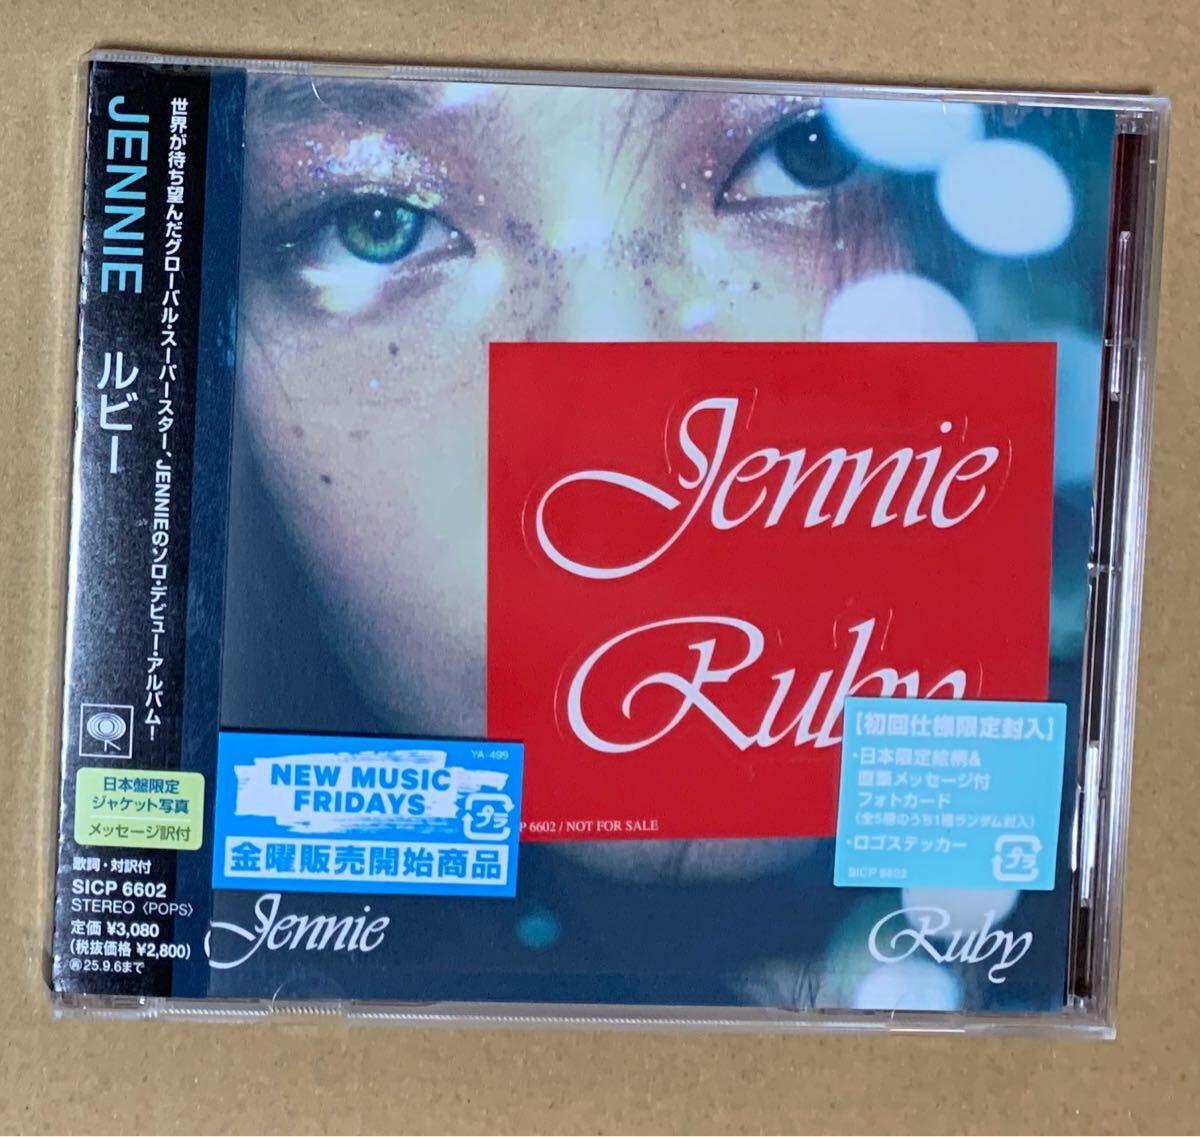 世界が待ち望んだグローバル・スーパースター、JENNIEのソロ・デビュー・アルバム！
JENNIE ルビー
日本盤限定
ジャケット写真
メッセージ訳付
歌詞・対訳付
SICP 6602
STEREO〈POPS〉
定価 ¥3,080
(税抜価格 ¥2,800)
25.9.6まで
Jennie
Ruby
P 6602 / NOT FOR SALE
YA-499
NEW MUSIC
FRIDAYS
プラ
金曜販売開始商品
【初回仕様限定封入】
・日本限定絵柄&
直筆メッセージ付
フォトカード
(全5種のうち1種ランダム封入)
・ロゴステッカー
プラ
SICP 6602
Jennie
Ruby